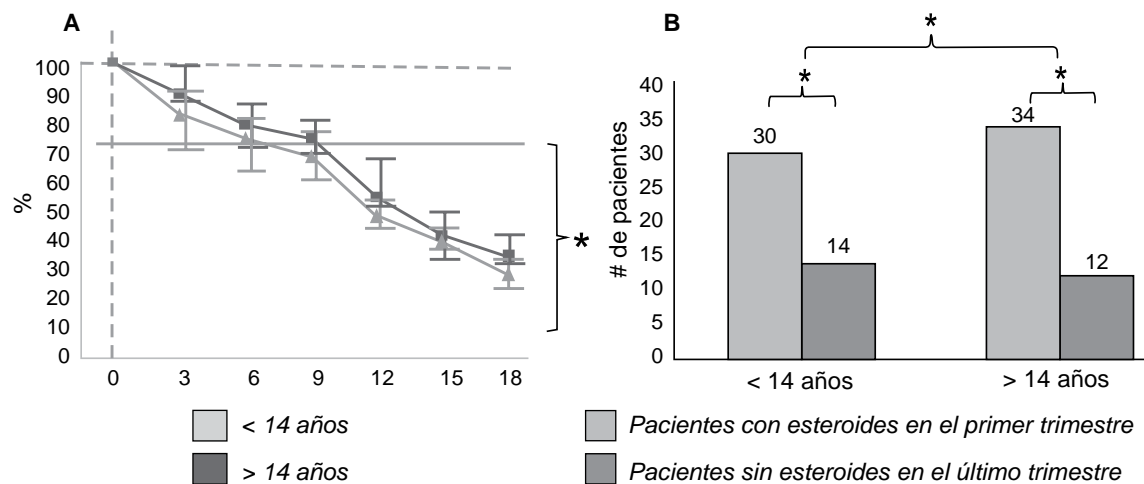 A
%
100
90
80
70
60
50
40
30
20
10
0
0 3 6 9 12 15 18
*
< 14 años
> 14 años
B
*
* *
# de pacientes
40
35
30
25
20
15
10
5
0
30 14 34 12
< 14 años > 14 años
Pacientes con esteroides en el primer trimestre
Pacientes sin esteroides en el último trimestre